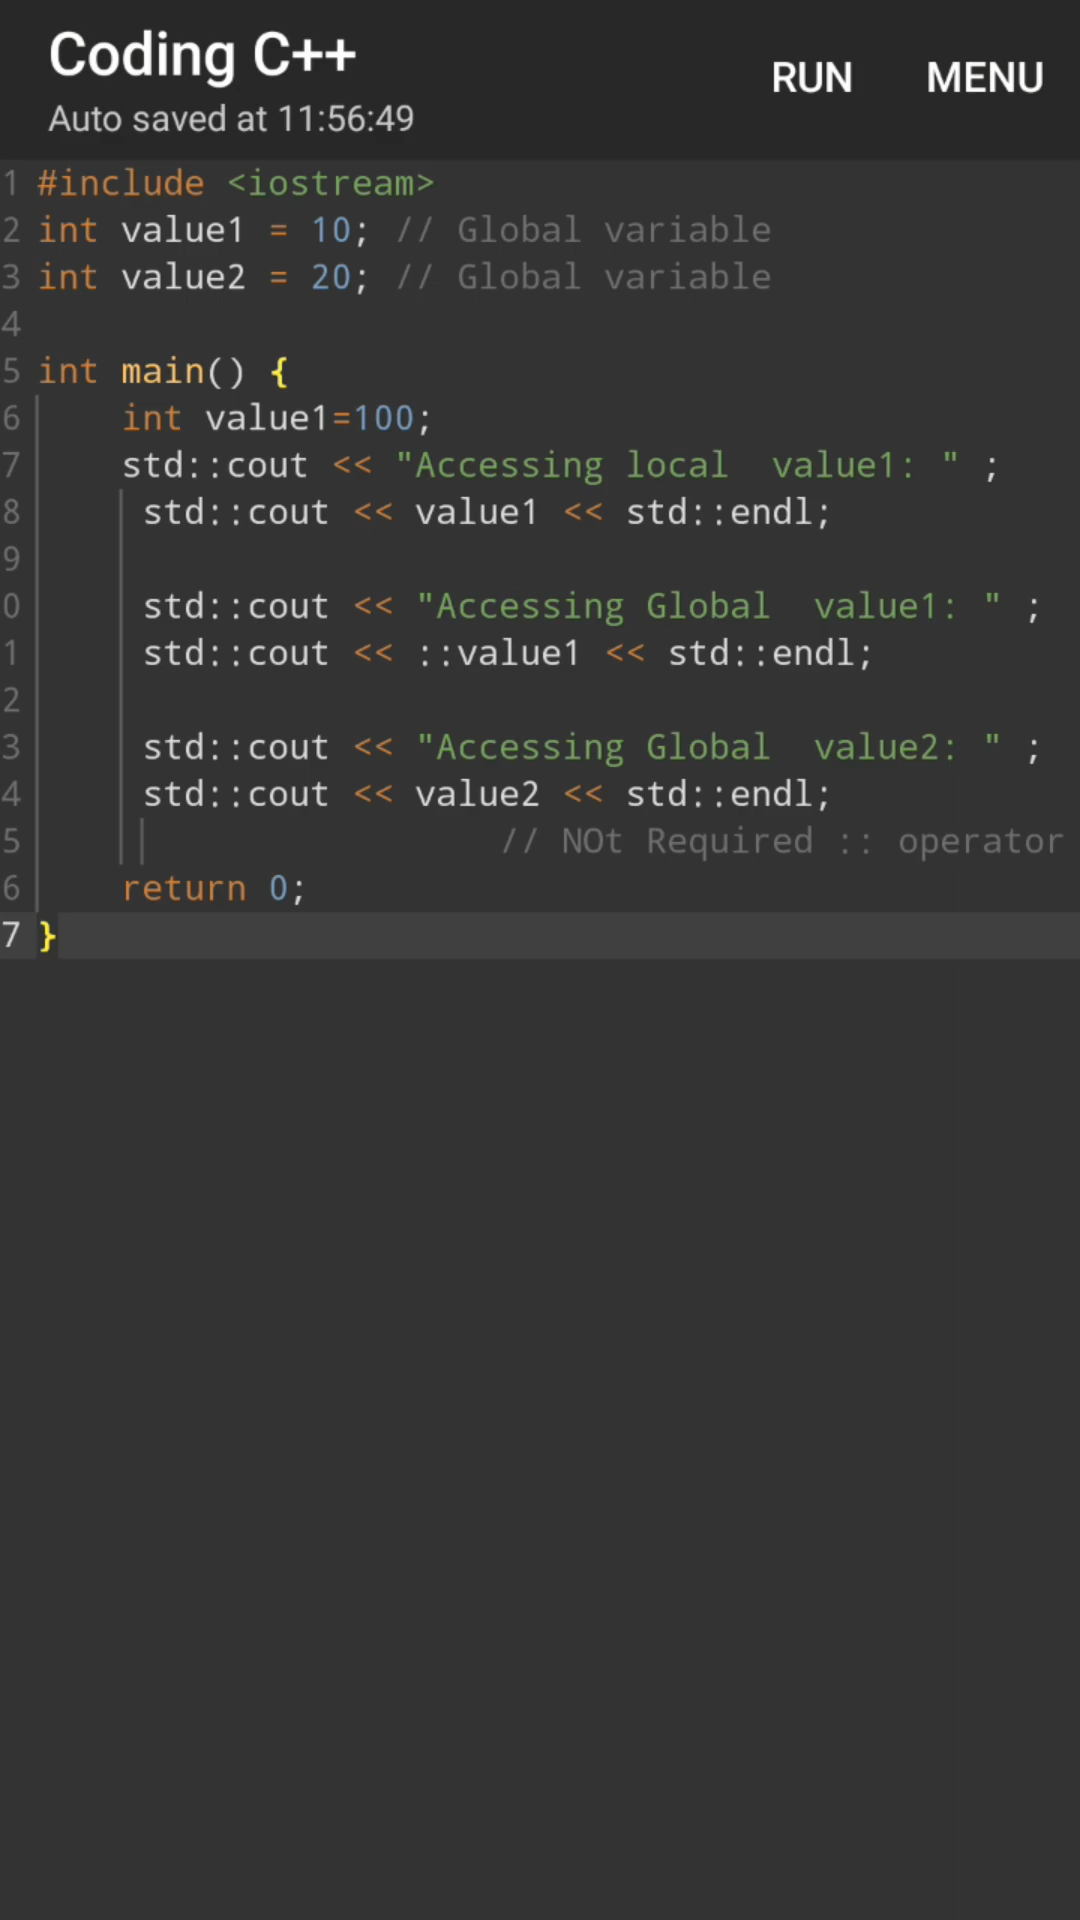 Coding C++
Auto saved at 11:56:49
RUN MENU
1 #include <iostream>
2 int value1 = 10; // Global variable
3 int value2 = 20; // Global variable
4
5 int main() {
6     int value1=100;
7     std::cout << "Accessing local  value1: " ;
8      std::cout << value1 << std::endl;
9
0      std::cout << "Accessing Global  value1: " ;
1      std::cout << ::value1 << std::endl;
2
3      std::cout << "Accessing Global  value2: " ;
4      std::cout << value2 << std::endl;
5                       // NOt Required :: operator
6     return 0;
7 }